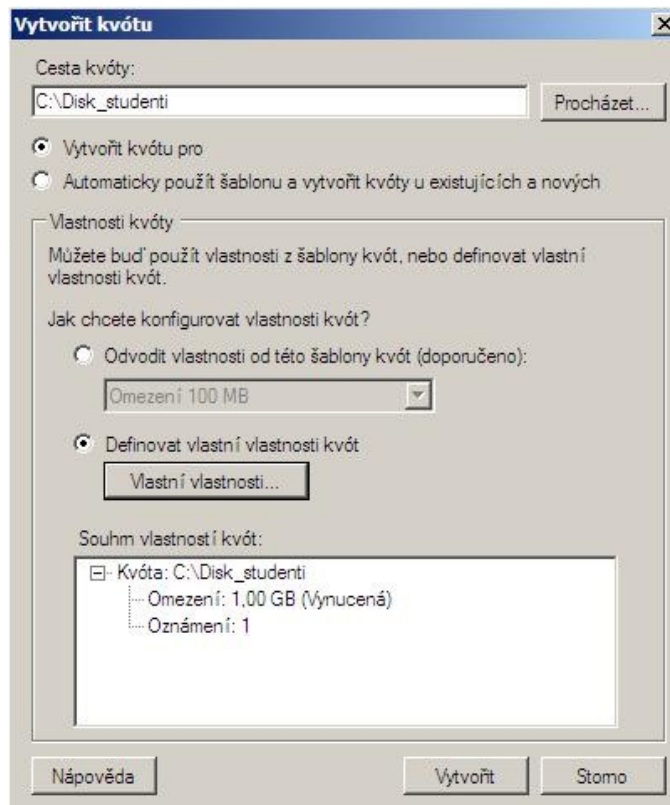 Vytvořit kvótu
Cesta kvóty:
C:\Disk_studenti
Procházet...
Vytvořit kvótu pro
Automaticky použít šablonu a vytvořit kvóty u existujících a nových
Vlastnosti kvóty
Můžete buď použít vlastnosti z šablony kvót, nebo definovat vlastní
vlastnosti kvót.
Jak chcete konfigurovat vlastnosti kvót?
Odvodit vlastnosti od této šablony kvót (doporučeno):
Omezení 100 MB
Definovat vlastní vlastnosti kvót
Vlastní vlastnosti...
Souhrn vlastností kvót:
Kvóta: C:\Disk_studenti
Omezení: 1,00 GB (Vynucená)
Oznámení: 1
Nápověda
Vytvořit
Storno